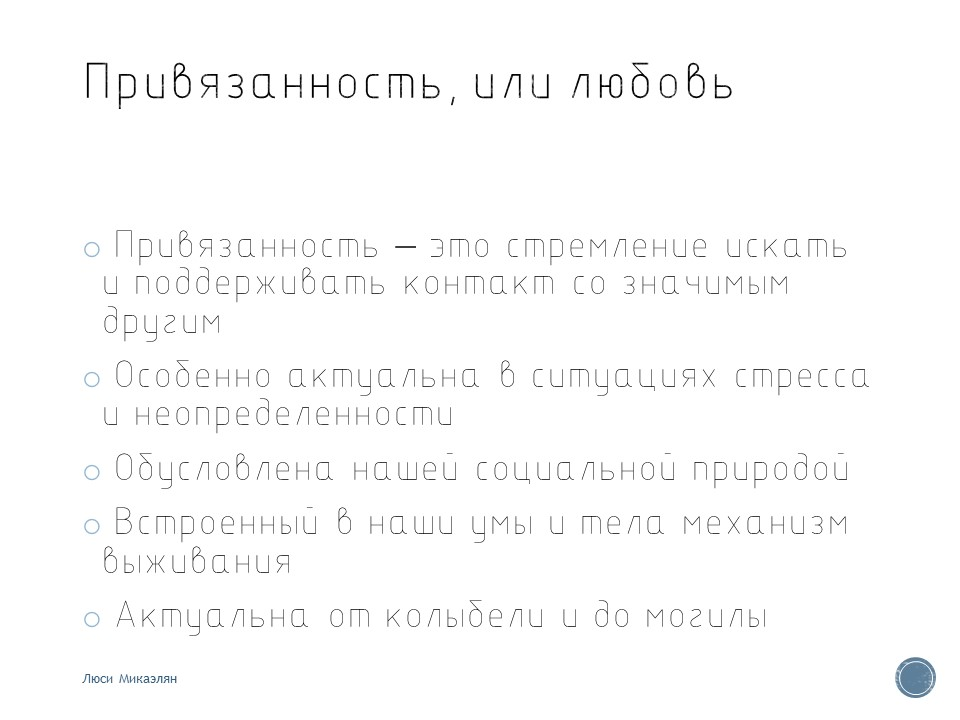 Привязанность, или любовь
o Привязанность – это стремление искать
и поддерживать контакт со значимым
другим
o Особенно актуальна в ситуациях стресса
и неопределенности
o Обусловлена нашей социальной природой
o Встроенный в наши умы и тела механизм
выживания
o Актуальна от колыбели и до могилы
Люси Микаэлян